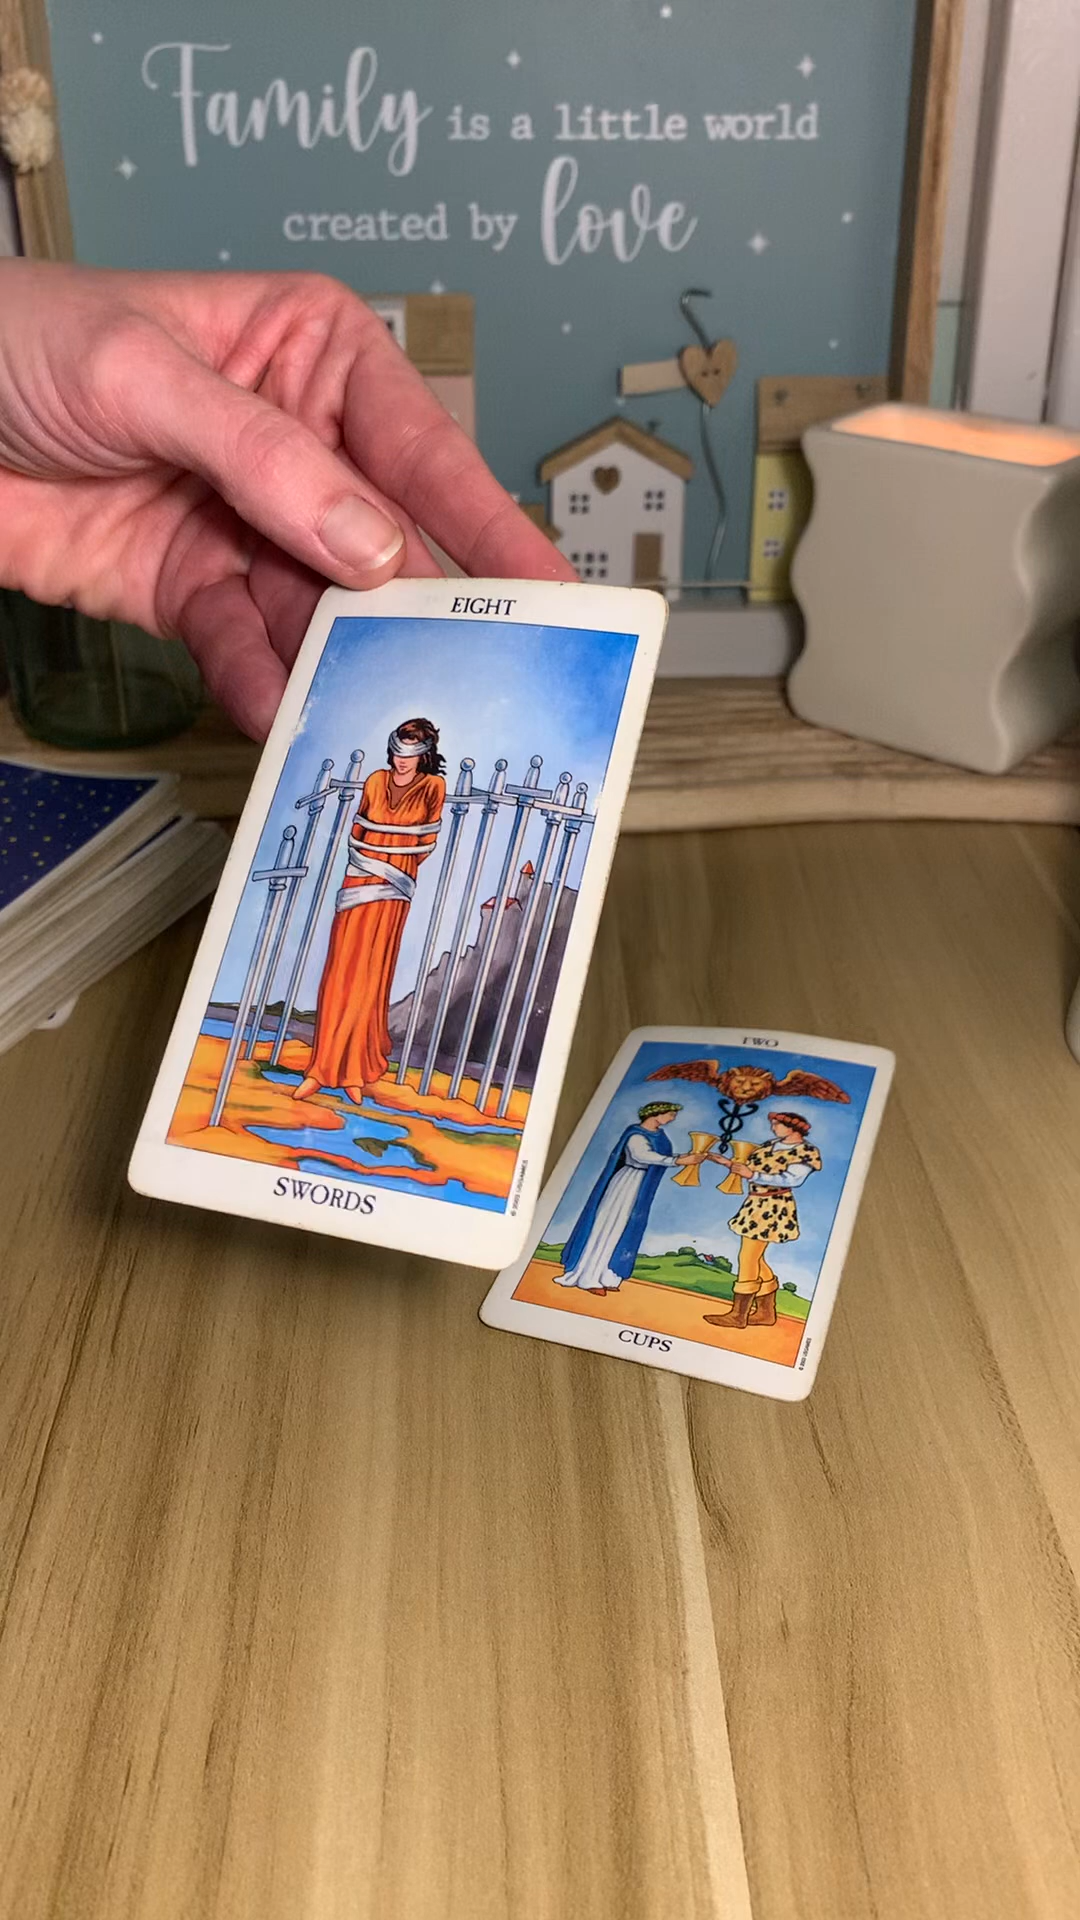 Family is a little world
created by love
EIGHT
SWORDS
TWO
CUPS